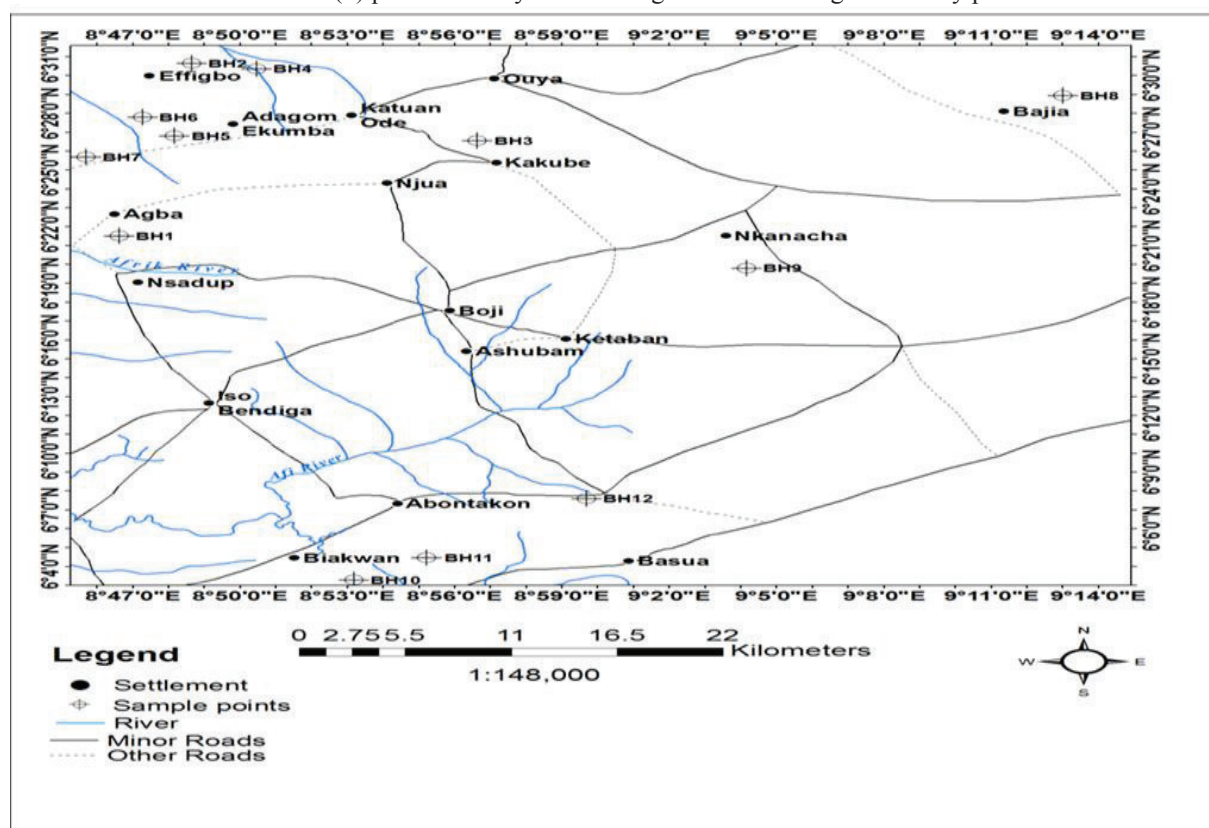 8°47'0"E 8°50'0"E 8°53'0"E 8°56'0"E 8°59'0"E 9°2'0"E 9°5'0"E 9°8'0"E 9°11'0"E 9°14'0"E
6°31'0"N
6°28'0"N
6°25'0"N
6°22'0"N
6°19'0"N
6°16'0"N
6°13'0"N
6°10'0"N
6°7'0"N
6°4'0"N
BH2
BH4
Effigbo
Ouya
BH8
Bajia
BH6
Adagom
Ekumba
Katuan
Ode
BH5
BH3
BH7
Kakube
Njua
Agba
BH1
Nkanacha
Afrik River
BH9
Nsadup
Boji
Ketaban
Ashubam
Iso
Bendiga
Afi River
BH12
Abontakon
Biakwan
BH11
Basua
BH10
6°30'0"N
6°27'0"N
6°24'0"N
6°21'0"N
6°18'0"N
6°15'0"N
6°12'0"N
6°9'0"N
6°6'0"N
8°47'0"E 8°50'0"E 8°53'0"E 8°56'0"E 8°59'0"E 9°2'0"E 9°5'0"E 9°8'0"E 9°11'0"E 9°14'0"E
0 2.75 5.5 11 16.5 22
Kilometers
1:148,000
Legend
Settlement
Sample points
River
Minor Roads
Other Roads
N
W E
S